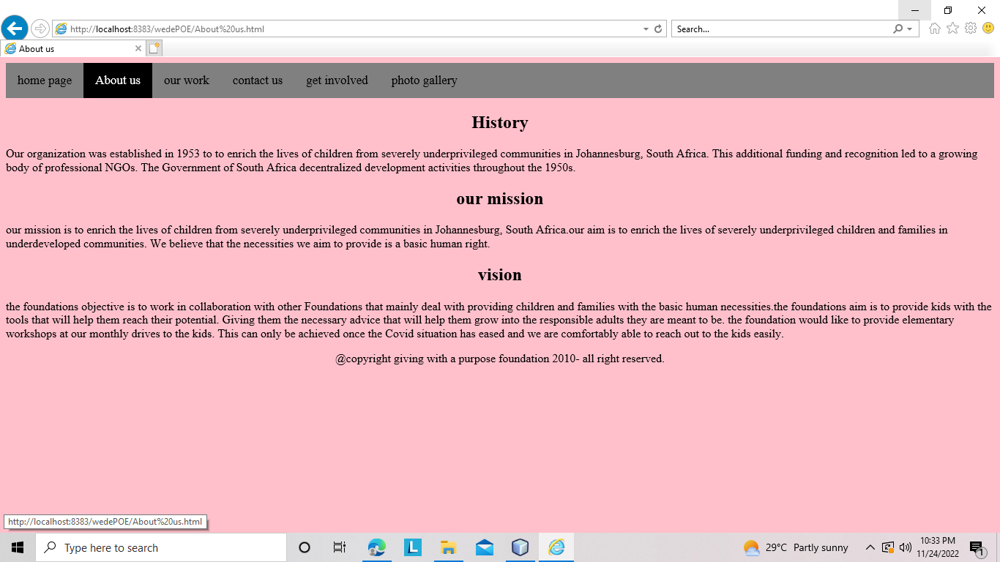 http://localhost:8383/wedePOE/About%20us.html
Search...
About us
home page About us our work contact us get involved photo gallery
History
Our organization was established in 1953 to to enrich the lives of children from severely underprivileged communities in Johannesburg, South Africa. This additional funding and recognition led to a growing
body of professional NGOs. The Government of South Africa decentralized development activities throughout the 1950s.
our mission
our mission is to enrich the lives of children from severely underprivileged communities in Johannesburg, South Africa.our aim is to enrich the lives of severely underprivileged children and families in
underdeveloped communities. We believe that the necessities we aim to provide is a basic human right.
vision
the foundations objective is to work in collaboration with other Foundations that mainly deal with providing children and families with the basic human necessities.the foundations aim is to provide kids with the
tools that will help them reach their potential. Giving them the necessary advice that will help them grow into the responsible adults they are meant to be. the foundation would like to provide elementary
workshops at our monthly drives to the kids. This can only be achieved once the Covid situation has eased and we are comfortably able to reach out to the kids easily.
@copyright giving with a purpose foundation 2010- all right reserved.
http://localhost:8383/wedePOE/About%20us.html
Type here to search
L
29°C Partly sunny
10:33 PM
11/24/2022
1